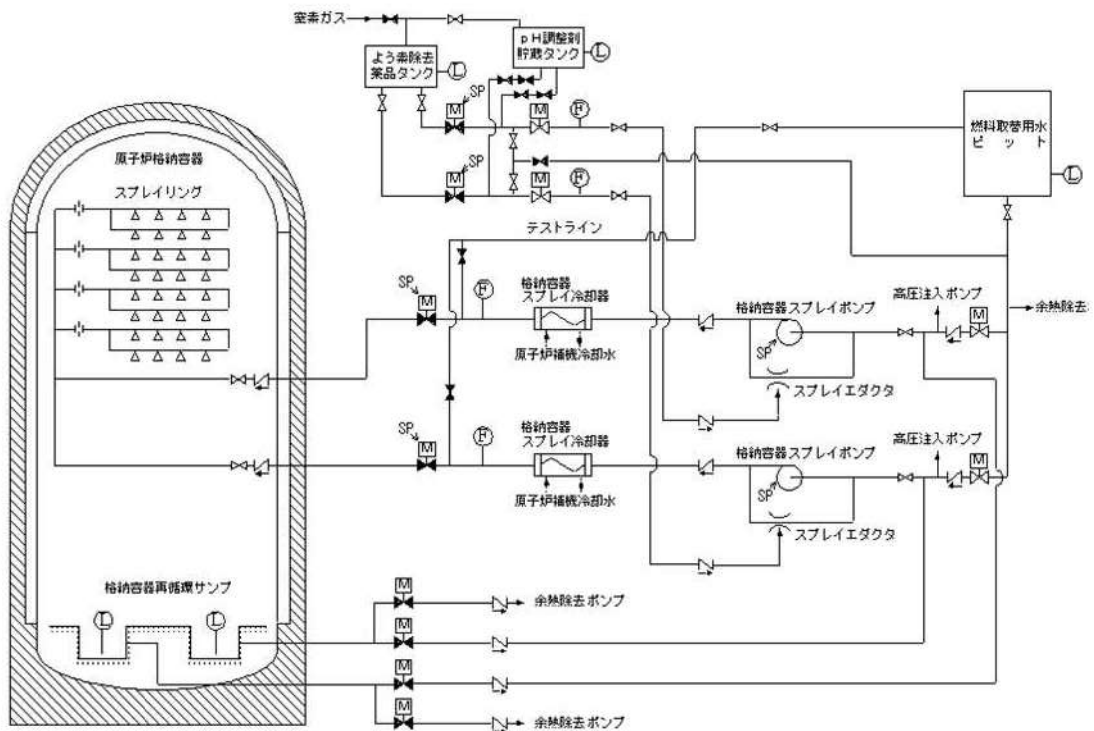 窒素ガス
pH調整剤
貯蔵タンク
L
よう素除去
薬品タンク
L
M
SP
M
F
燃料取替用水
ピット
L
M
SP
M
F
原子炉格納容器
スプレイリング
テストライン
SP
M
F
格納容器
スプレイ冷却器
原子炉補機冷却水
格納容器スプレイポンプ
SP
スプレイエダクタ
高圧注入ポンプ
M
余熱除去
SP
M
F
格納容器
スプレイ冷却器
原子炉補機冷却水
格納容器スプレイポンプ
SP
スプレイエダクタ
高圧注入ポンプ
M
格納容器再循環サンプ
L
L
M
余熱除去ポンプ
M
M
M
余熱除去ポンプ